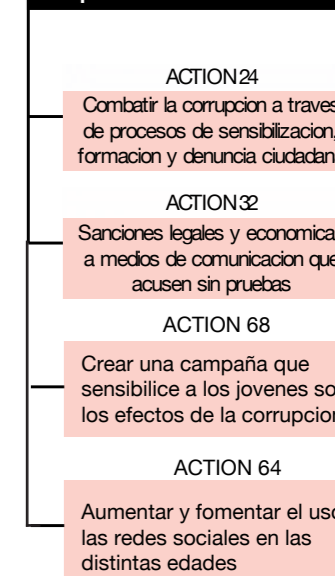 ACTION 24
Combatir la corrupcion a traves
de procesos de sensibilizacion,
formacion y denuncia ciudadan
ACTION 32
Sanciones legales y economica
a medios de comunicacion que
acusen sin pruebas
ACTION 68
Crear una campaña que
sensibilice a los jovenes so
los efectos de la corrupcion
ACTION 64
Aumentar y fomentar el uso
las redes sociales en las
distintas edades